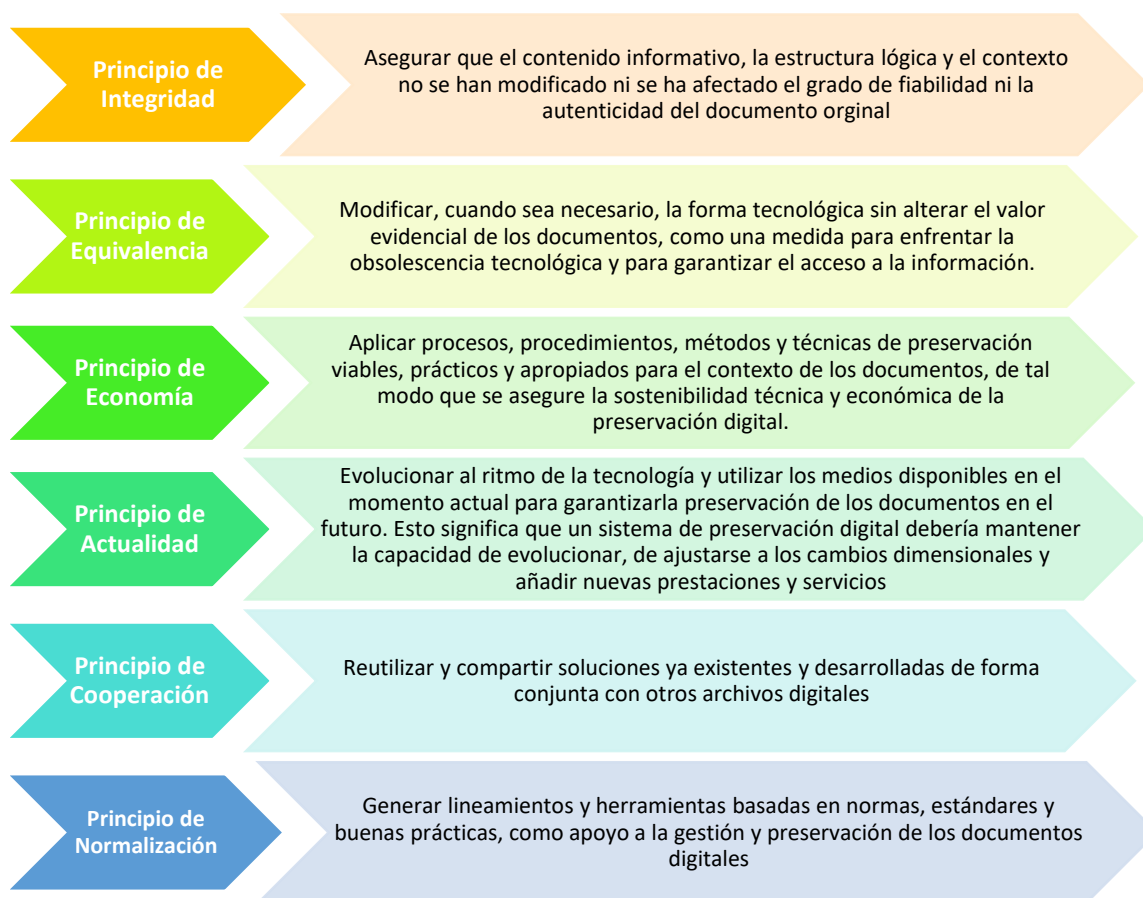 Principio de
Integridad
Asegurar que el contenido informativo, la estructura lógica y el contexto
no se han modificado ni se ha afectado el grado de fiabilidad ni la
autenticidad del documento orginal
Principio de
Equivalencia
Modificar, cuando sea necesario, la forma tecnológica sin alterar el valor
evidencial de los documentos, como una medida para enfrentar la
obsolescencia tecnológica y para garantizar el acceso a la información.
Principio de
Economía
Aplicar procesos, procedimientos, métodos y técnicas de preservación
viables, prácticos y apropiados para el contexto de los documentos, de tal
modo que se asegure la sostenibilidad técnica y económica de la
preservación digital.
Principio de
Actualidad
Evolucionar al ritmo de la tecnología y utilizar los medios disponibles en el
momento actual para garantizarla preservación de los documentos en el
futuro. Esto significa que un sistema de preservación digital debería mantener
la capacidad de evolucionar, de ajustarse a los cambios dimensionales y
añadir nuevas prestaciones y servicios
Principio de
Cooperación
Reutilizar y compartir soluciones ya existentes y desarrolladas de forma
conjunta con otros archivos digitales
Principio de
Normalización
Generar lineamientos y herramientas basadas en normas, estándares y
buenas prácticas, como apoyo a la gestión y preservación de los documentos
digitales